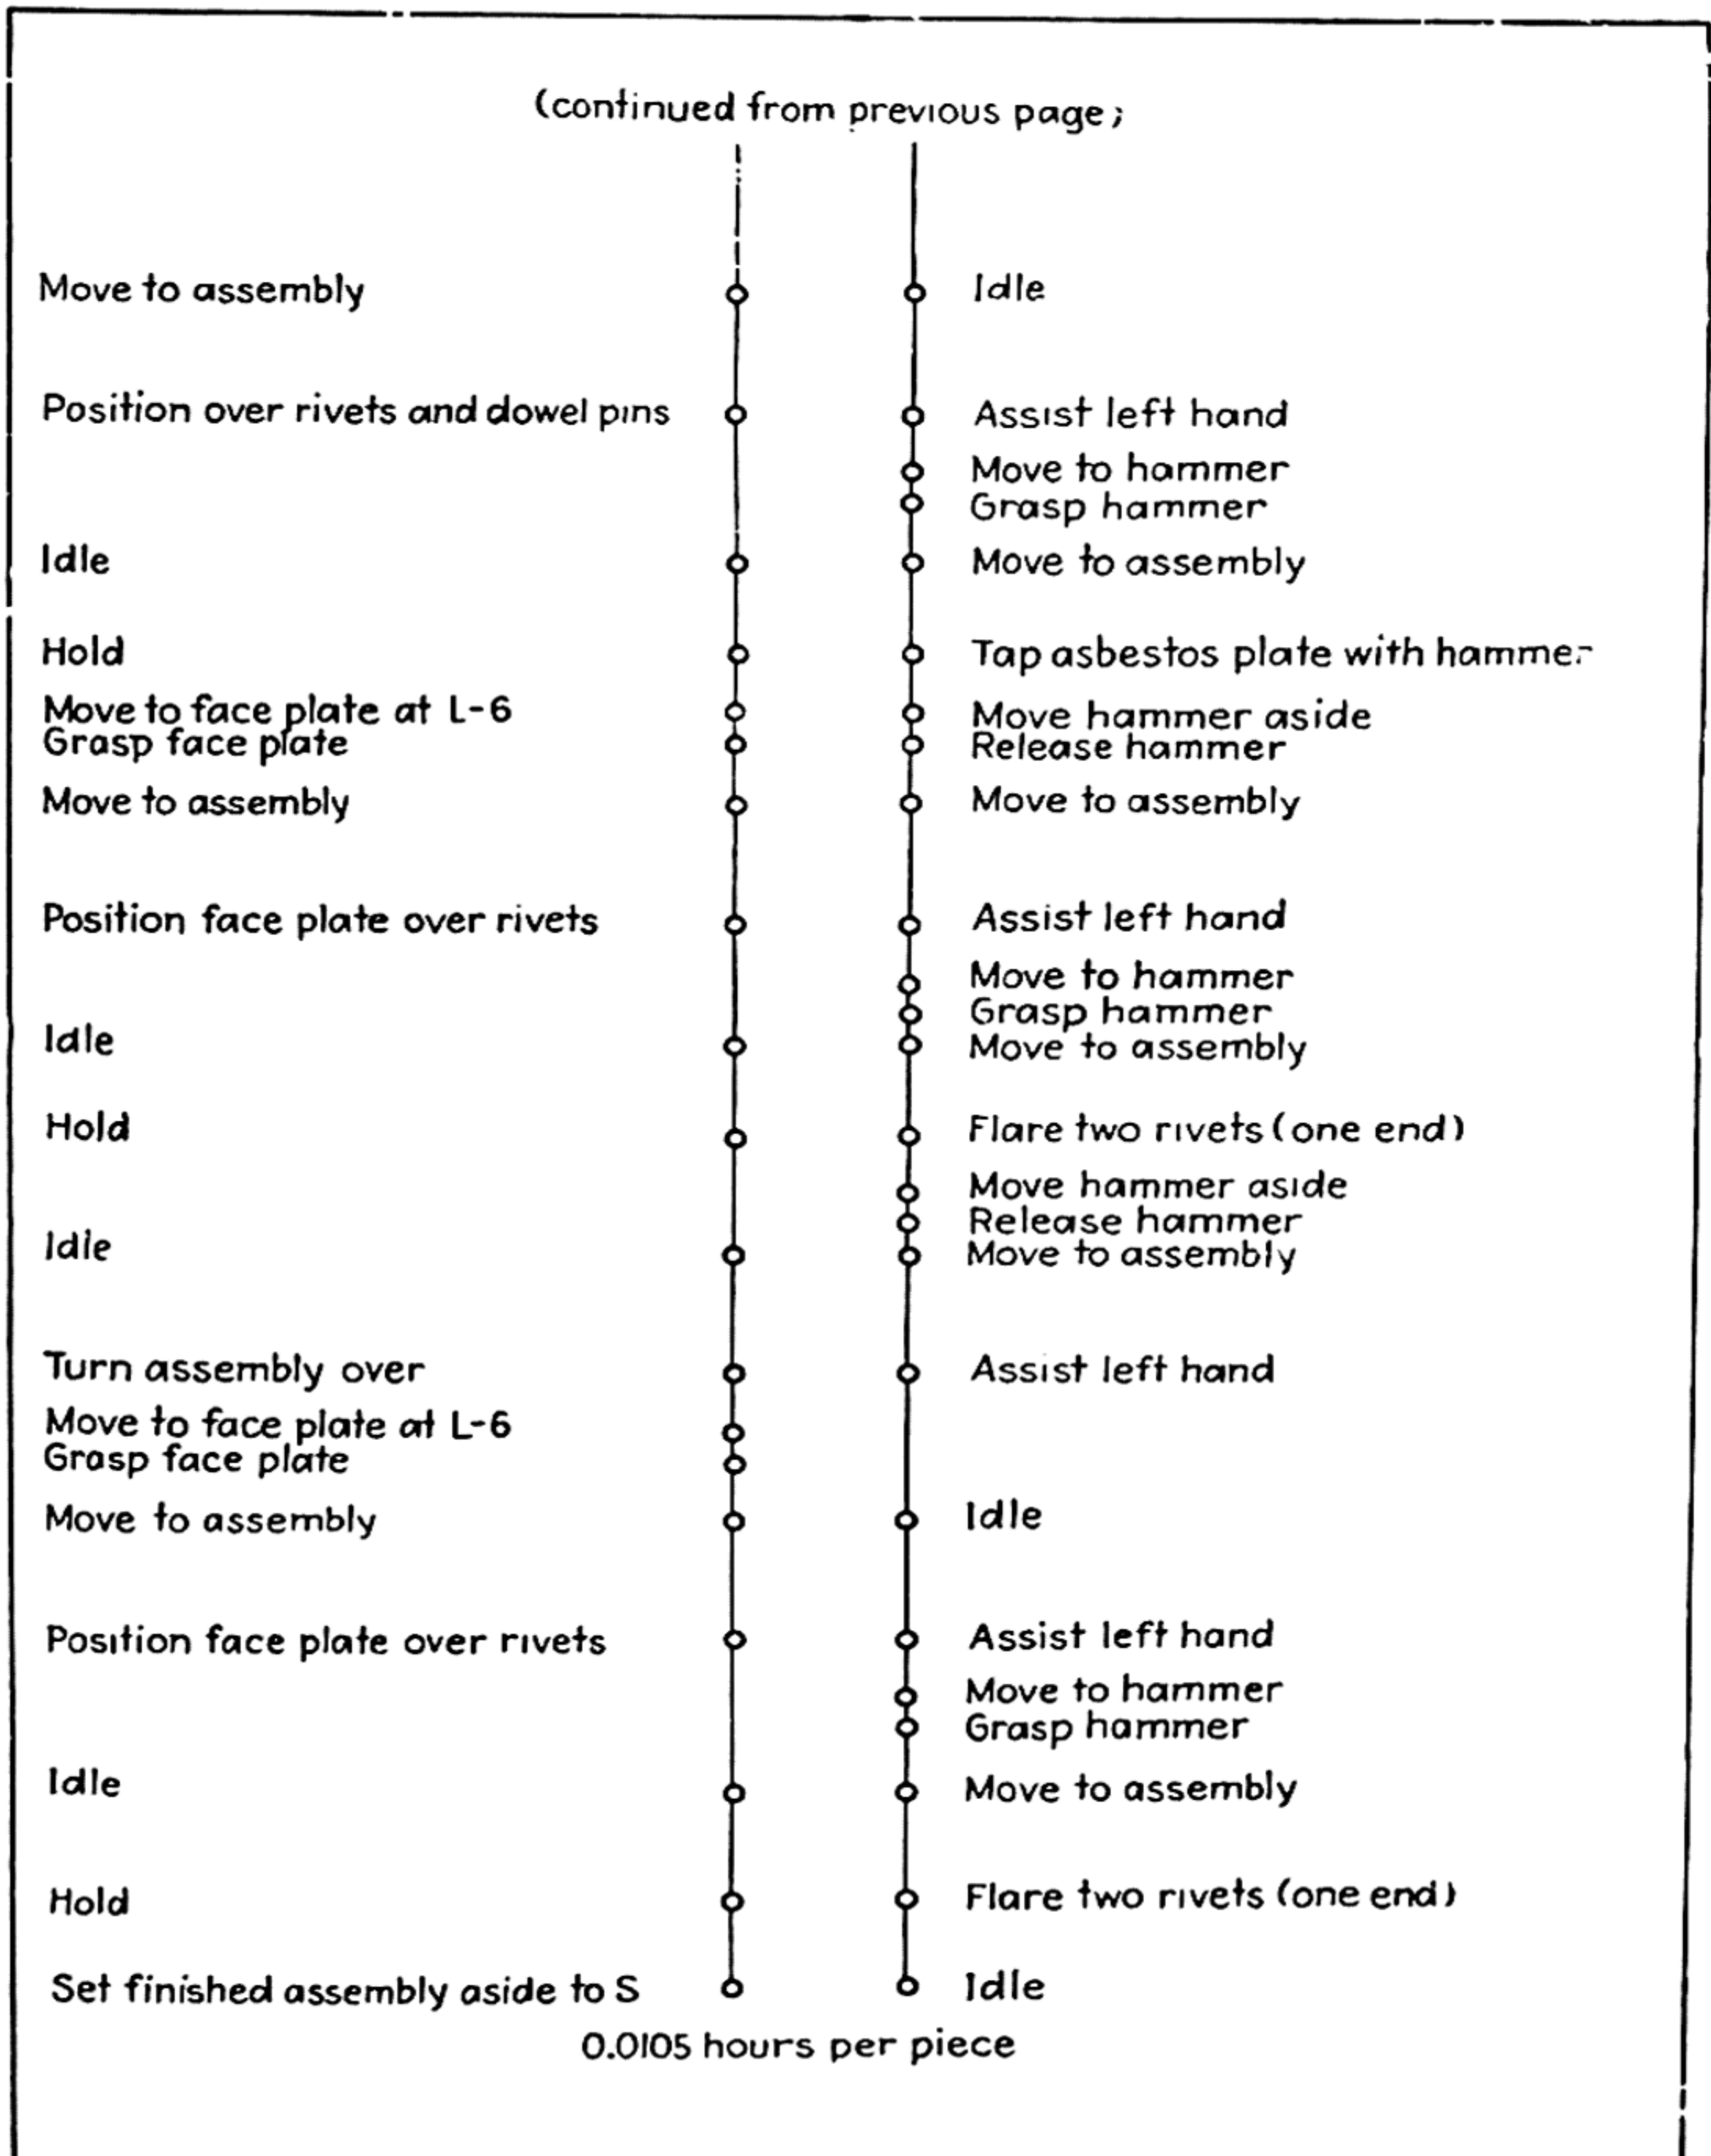 (continued from previous page;
Move to assembly Idle
Position over rivets and dowel pins Assist left hand
Move to hammer
Grasp hammer
Idle Move to assembly
Hold Tap asbestos plate with hammer
Move to face plate at L-6 Move hammer aside
Grasp face plate Release hammer
Move to assembly Move to assembly
Position face plate over rivets Assist left hand
Move to hammer
Grasp hammer
Idle Move to assembly
Hold Flare two rivets (one end)
Move hammer aside
Release hammer
Idle Move to assembly
Turn assembly over Assist left hand
Move to face plate at L-6
Grasp face plate
Move to assembly Idle
Position face plate over rivets Assist left hand
Move to hammer
Grasp hammer
Idle Move to assembly
Hold Flare two rivets (one end)
Set finished assembly aside to S Idle
0.0105 hours per piece